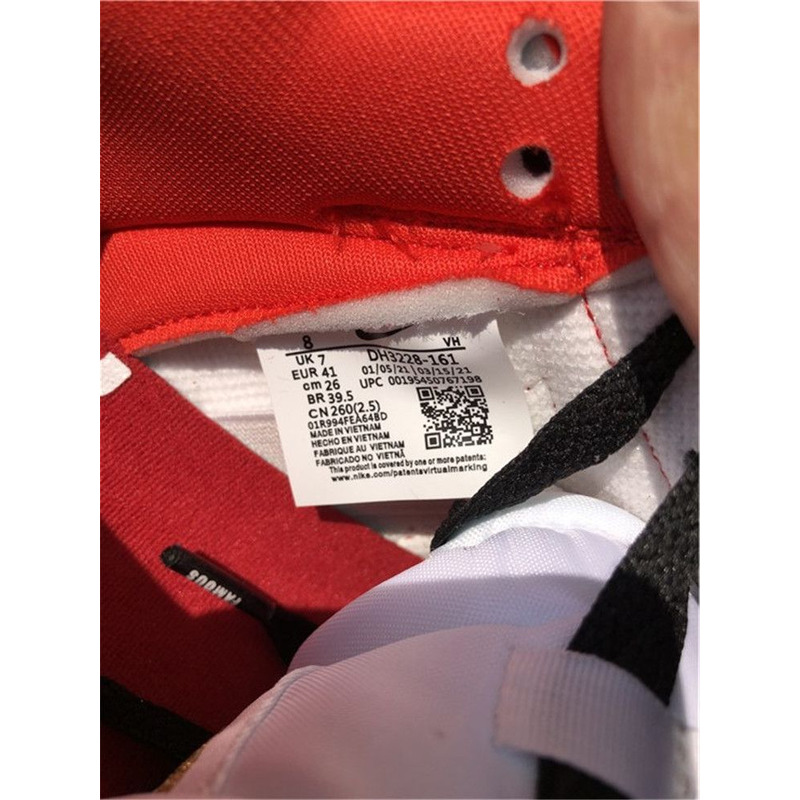 8 VH
UK 7 DH3228-161
EUR 41 01/05/21 | 03/15/21
cm 26 UPC 00195450767198
BR 39.5
CN 260(2.5)
01R994FEA64BD
MADE IN VIETNAM
HECHO EN VIETNAM
FABRIQUE AU VIETNAM
FABRICADO NO VIETNÃ
This product is covered by one or more patents:
www.nike.com/patentsvirtualmarking
FAMOUS